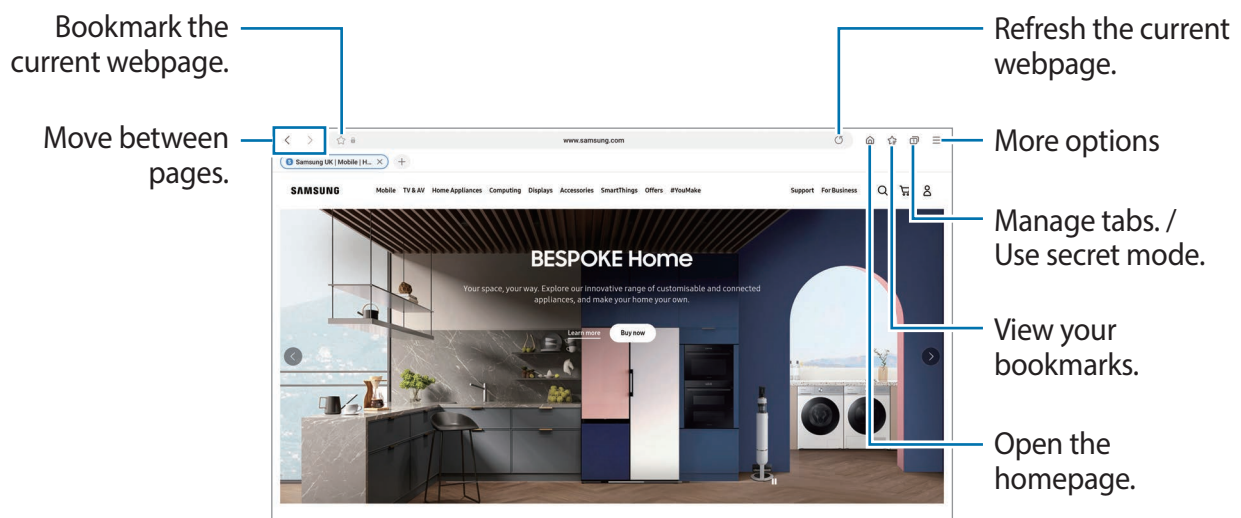 Bookmark the
current webpage.
Refresh the current
webpage.
Move between
pages.
www.samsung.com
More options
S Samsung UK | Mobile | H...
SAMSUNG
Mobile TV & AV Home Appliances Computing Displays Accessories SmartThings Offers #YouMake Support For Business
Manage tabs. /
Use secret mode.
BESPOKE Home
Your space, your way. Explore our innovative range of customisable and connected
appliances, and make your home your own.
Learn more Buy now
View your
bookmarks.
Open the
homepage.